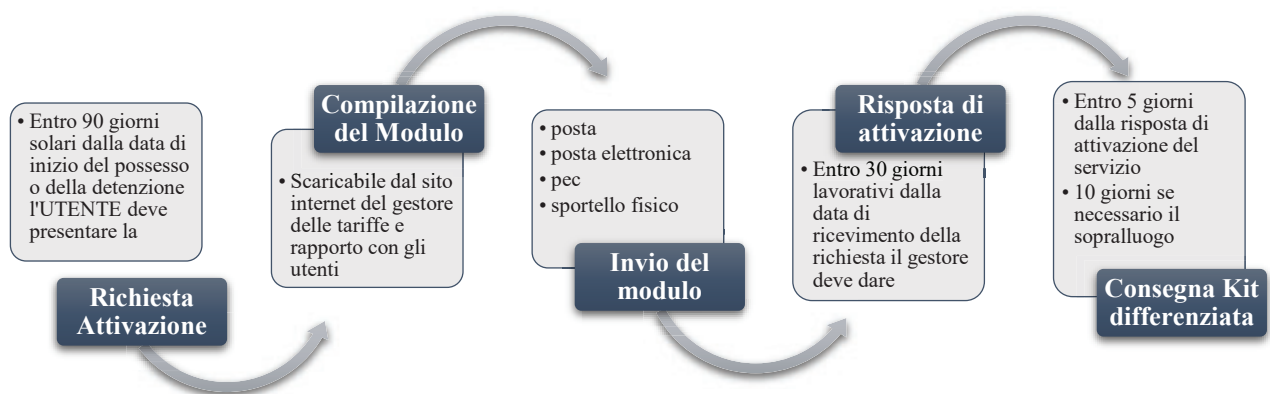 • Entro 90 giorni
solari dalla data di
inizio del possesso
o della detenzione
l'UTENTE deve
presentare la
Richiesta
Attivazione
Compilazione
del Modulo
• Scaricabile dal sito
internet del gestore
delle tariffe e
rapporto con gli
utenti
• posta
• posta elettronica
• pec
• sportello fisico
Invio del
modulo
Risposta di
attivazione
• Entro 30 giorni
lavorativi dalla
data di
ricevimento della
richiesta il gestore
deve dare
• Entro 5 giorni
dalla risposta di
attivazione del
servizio
• 10 giorni se
necessario il
sopralluogo
Consegna Kit
differenziata